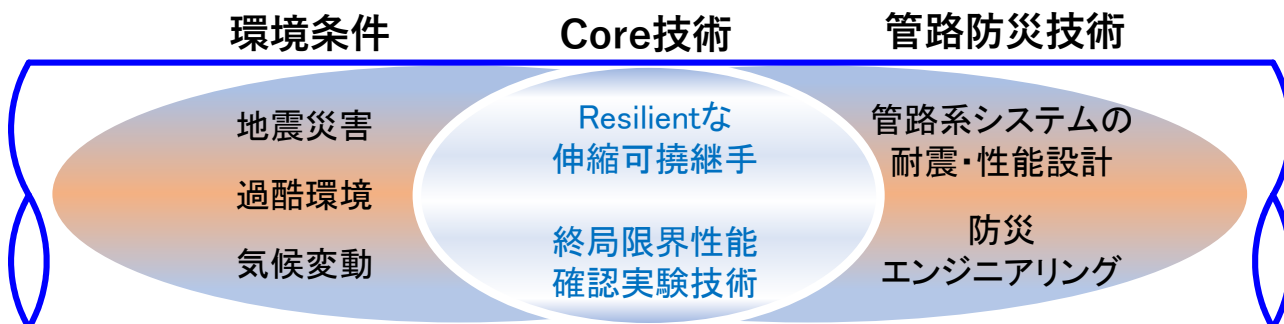 環境条件
Core技術
管路防災技術
地震災害
過酷環境
気候変動
Resilientな
伸縮可撓継手
終局限界性能
確認実験技術
管路系システムの
耐震・性能設計
防災
エンジニアリング